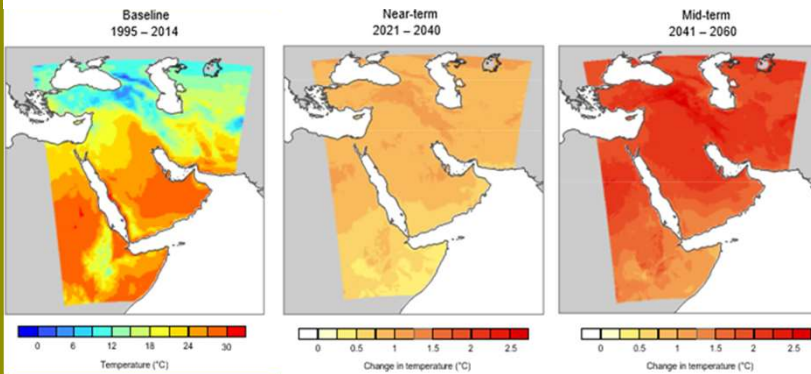 Baseline
1995 – 2014
Near-term
2021 – 2040
Mid-term
2041 – 2060
0 6 12 18 24 30
Temperature (°C)
0 0.5 1 1.5 2 2.5
Change in temperature (°C)
0 0.5 1 1.5 2 2.5
Change in temperature (°C)